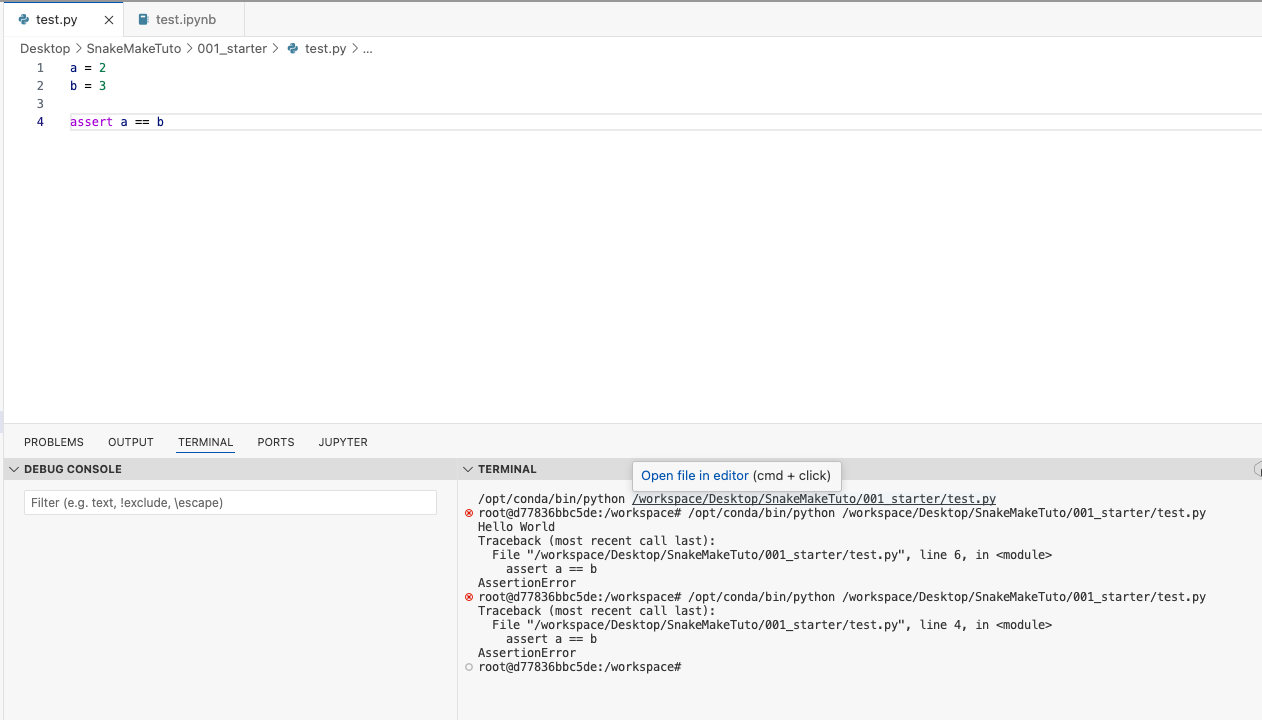 test.py
test.ipynb
Desktop > SnakeMakeTuto > 001_starter > test.py > ...
1 a = 2
2 b = 3
3
4 assert a == b
PROBLEMS OUTPUT TERMINAL PORTS JUPYTER
DEBUG CONSOLE
Filter (e.g. text, !exclude, \escape)
TERMINAL
Open file in editor (cmd + click)
/opt/conda/bin/python /workspace/Desktop/SnakeMakeTuto/001_starter/test.py
root@d77836bbc5de:/workspace# /opt/conda/bin/python /workspace/Desktop/SnakeMakeTuto/001_starter/test.py
Hello World
Traceback (most recent call last):
File "/workspace/Desktop/SnakeMakeTuto/001_starter/test.py", line 6, in <module>
assert a == b
AssertionError
root@d77836bbc5de:/workspace# /opt/conda/bin/python /workspace/Desktop/SnakeMakeTuto/001_starter/test.py
Traceback (most recent call last):
File "/workspace/Desktop/SnakeMakeTuto/001_starter/test.py", line 4, in <module>
assert a == b
AssertionError
root@d77836bbc5de:/workspace#